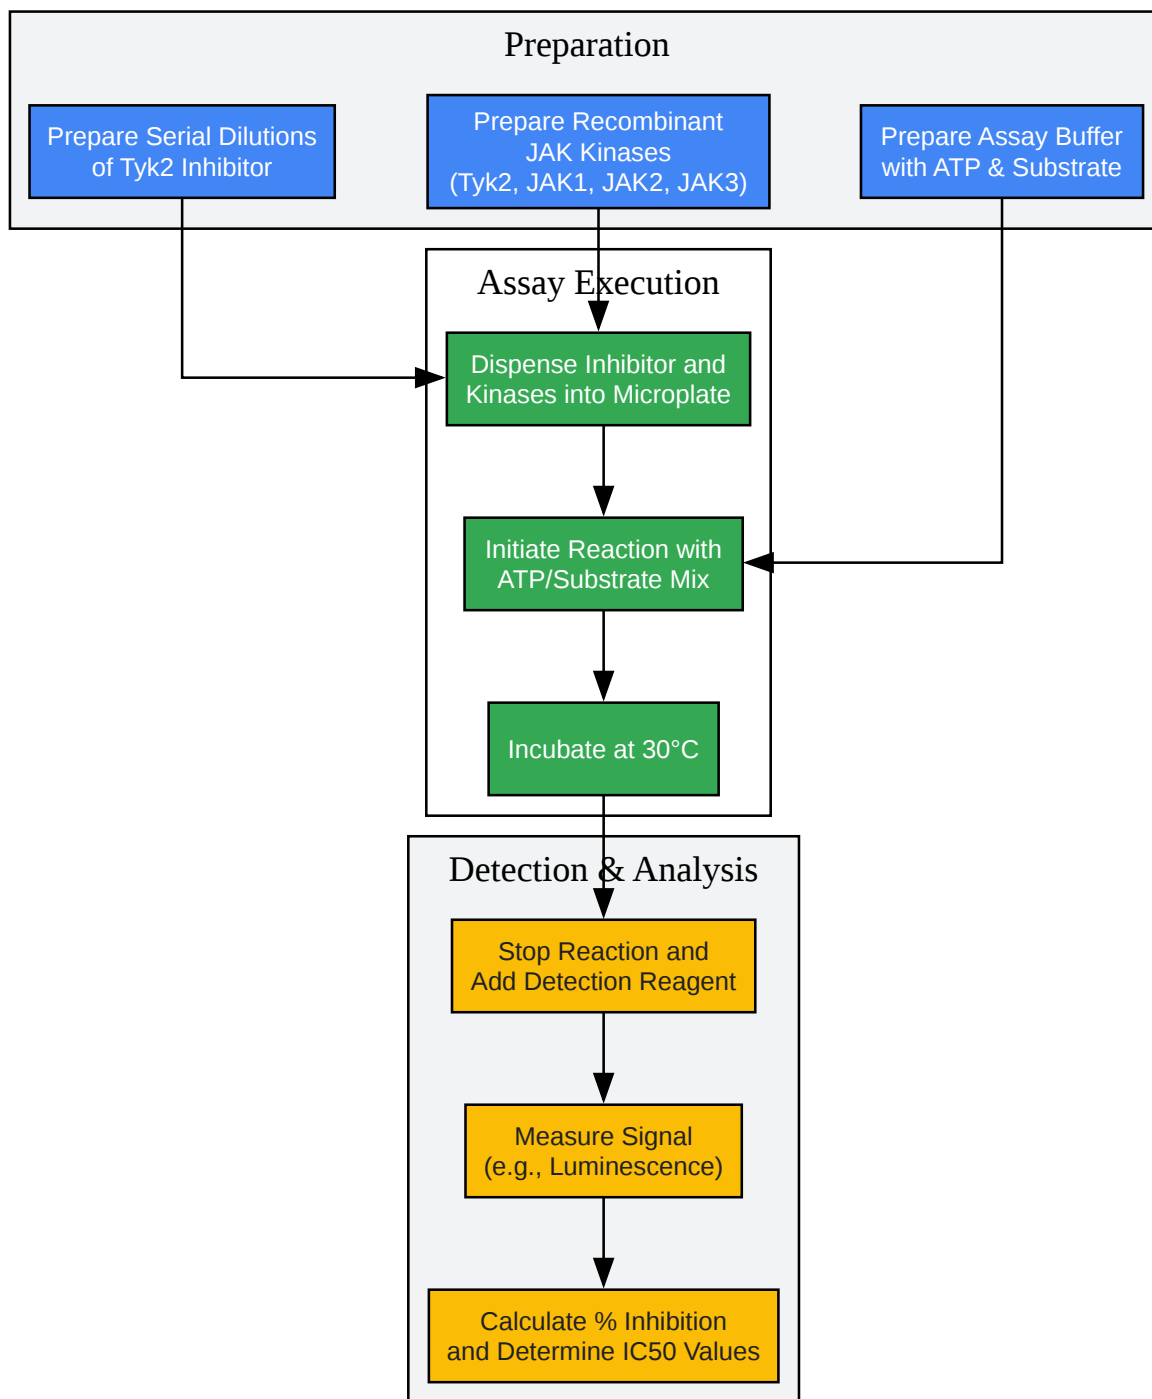 Preparation
Prepare Serial Dilutions
of Tyk2 Inhibitor
Prepare Recombinant
JAK Kinases
(Tyk2, JAK1, JAK2, JAK3)
Prepare Assay Buffer
with ATP & Substrate
Assay Execution
Dispense Inhibitor and
Kinases into Microplate
Initiate Reaction with
ATP/Substrate Mix
Incubate at 30°C
Detection & Analysis
Stop Reaction and
Add Detection Reagent
Measure Signal
(e.g., Luminescence)
Calculate % Inhibition
and Determine IC50 Values